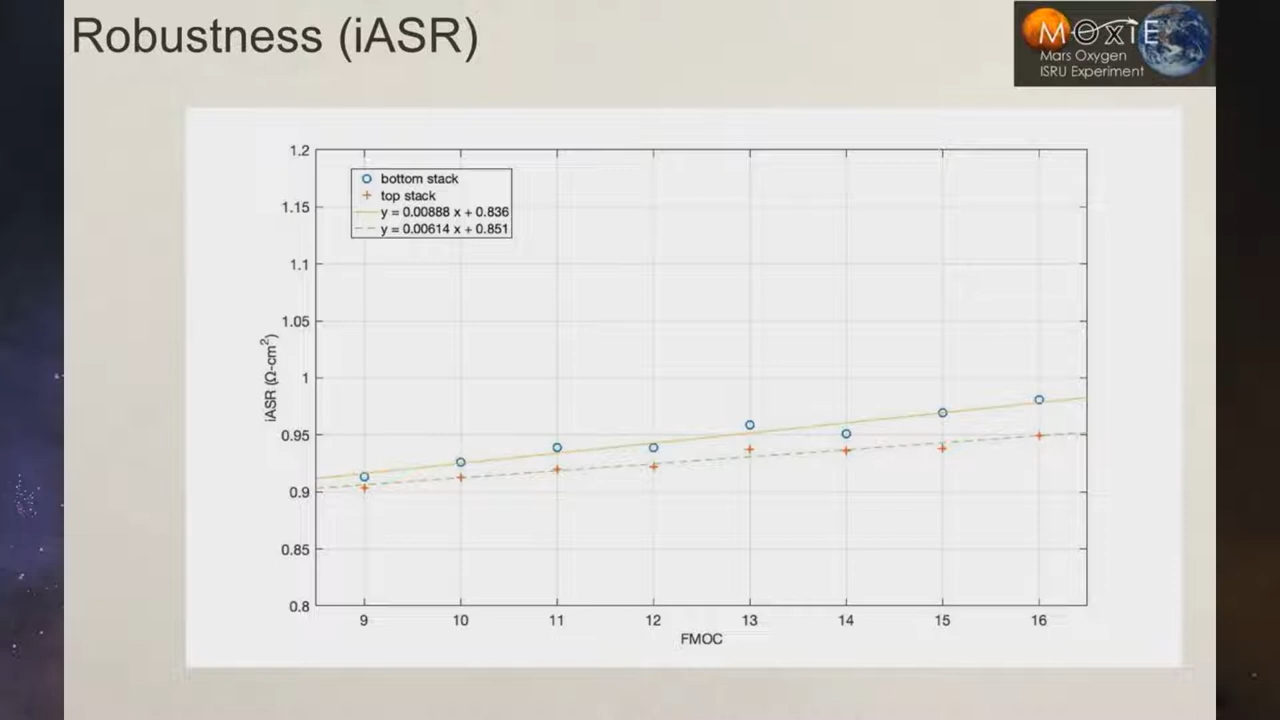 Robustness (iASR)
MOXIE
Mars Oxygen
ISRU Experiment
1.2
1.15
1.1
1.05
1
0.95
0.9
0.85
0.8
iASR (Ω-cm²)
bottom stack
top stack
y = 0.00888 x + 0.836
y = 0.00614 x + 0.851
9 10 11 12 13 14 15 16
FMOC